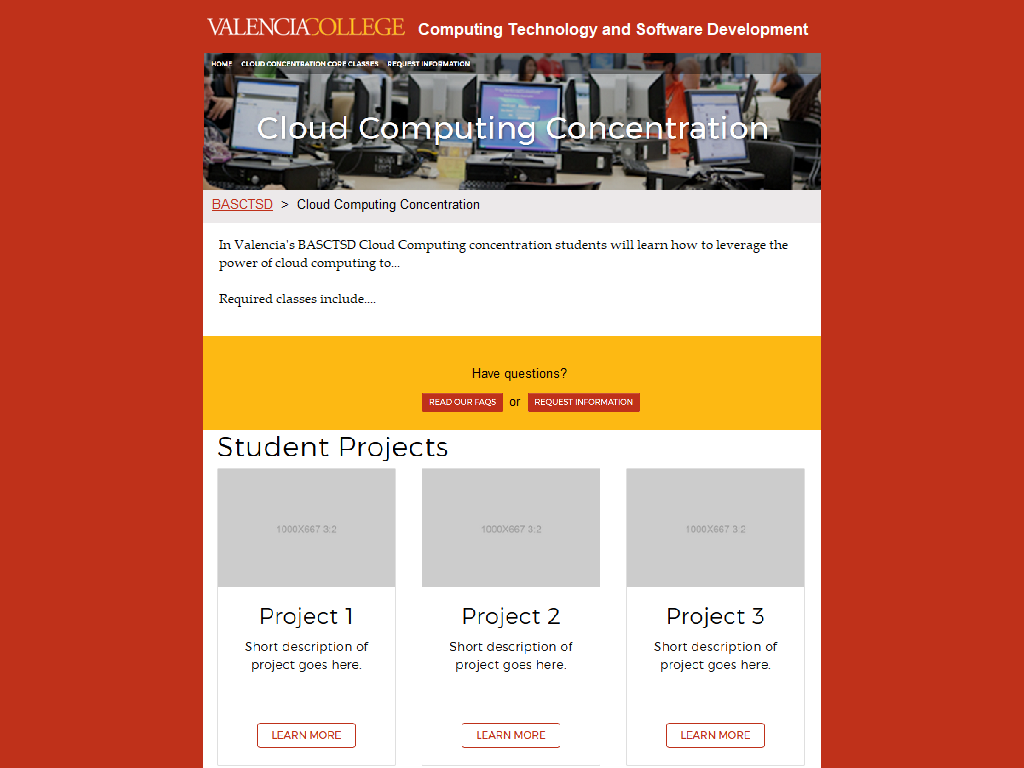 VALENCIACOLLEGE Computing Technology and Software Development
HOME CLOUD CONCENTRATION CORE CLASSES REQUEST INFORMATION
Cloud Computing Concentration
BASCTSD > Cloud Computing Concentration
In Valencia's BASCTSD Cloud Computing concentration students will learn how to leverage the
power of cloud computing to...
Required classes include....
Have questions?
READ OUR FAQS or REQUEST INFORMATION
Student Projects
1000X667 3:2 1000X667 3:2 1000X667 3:2
Project 1 Project 2 Project 3
Short description of Short description of Short description of
project goes here. project goes here. project goes here.
LEARN MORE LEARN MORE LEARN MORE